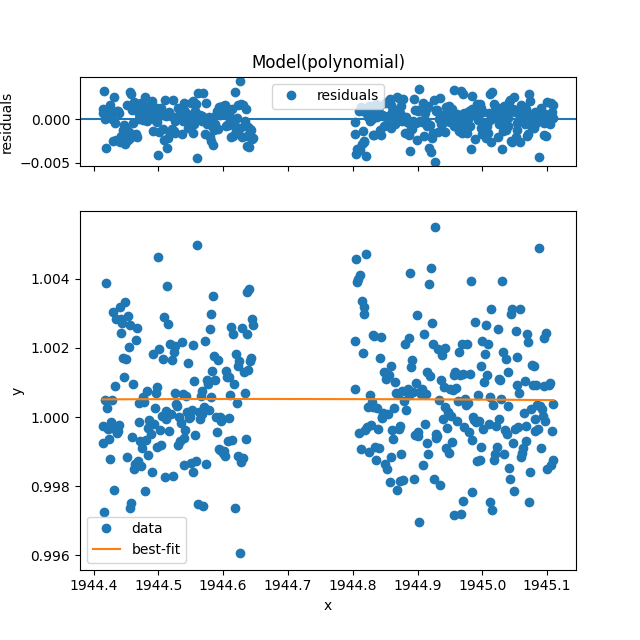 Model(polynomial)
residuals
0.000
−0.005
residuals
1.004
1.002
1.000
0.998
0.996
y
data
best-fit
1944.4 1944.5 1944.6 1944.7 1944.8 1944.9 1945.0 1945.1
x